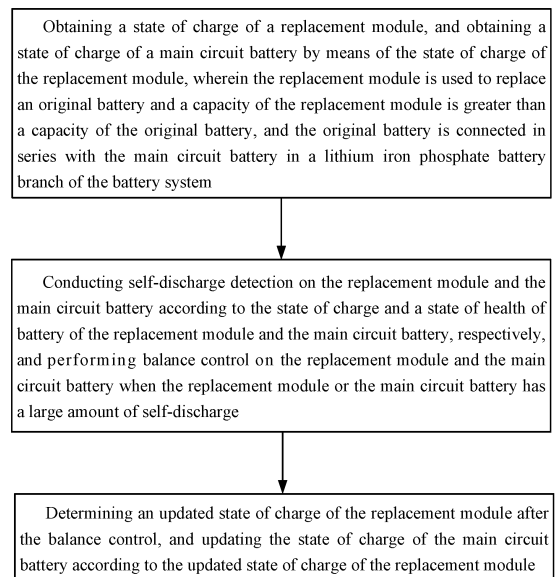 Obtaining a state of charge of a replacement module, and obtaining a
state of charge of a main circuit battery by means of the state of charge of
the replacement module, wherein the replacement module is used to replace
an original battery and a capacity of the replacement module is greater than
a capacity of the original battery, and the original battery is connected in
series with the main circuit battery in a lithium iron phosphate battery
branch of the battery system
Conducting self-discharge detection on the replacement module and the
main circuit battery according to the state of charge and a state of health of
battery of the replacement module and the main circuit battery, respectively,
and performing balance control on the replacement module and the main
circuit battery when the replacement module or the main circuit battery has
a large amount of self-discharge
Determining an updated state of charge of the replacement module after
the balance control, and updating the state of charge of the main circuit
battery according to the updated state of charge of the replacement module